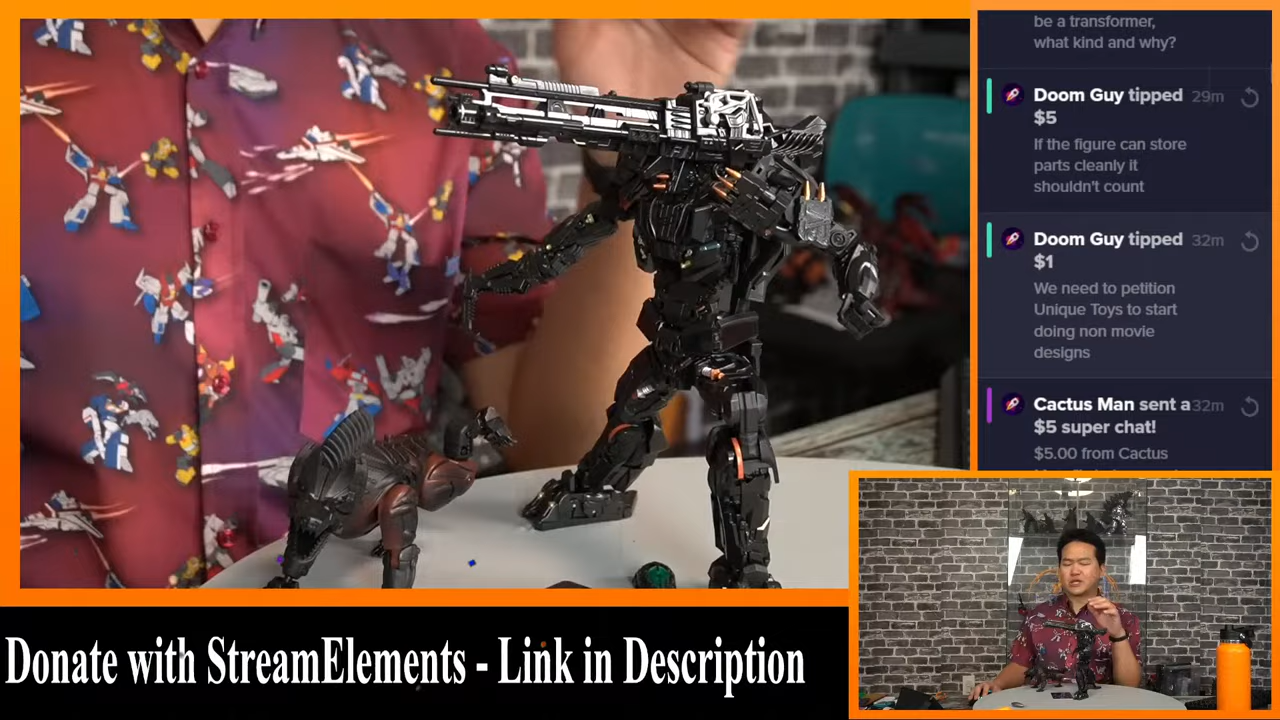 be a transformer,
what kind and why?
Doom Guy tipped 29m
$5
If the figure can store
parts cleanly it
shouldn't count
Doom Guy tipped 32m
$1
We need to petition
Unique Toys to start
doing non movie
designs
Cactus Man sent a 32m
$5 super chat!
$5.00 from Cactus
Donate with StreamElements - Link in Description